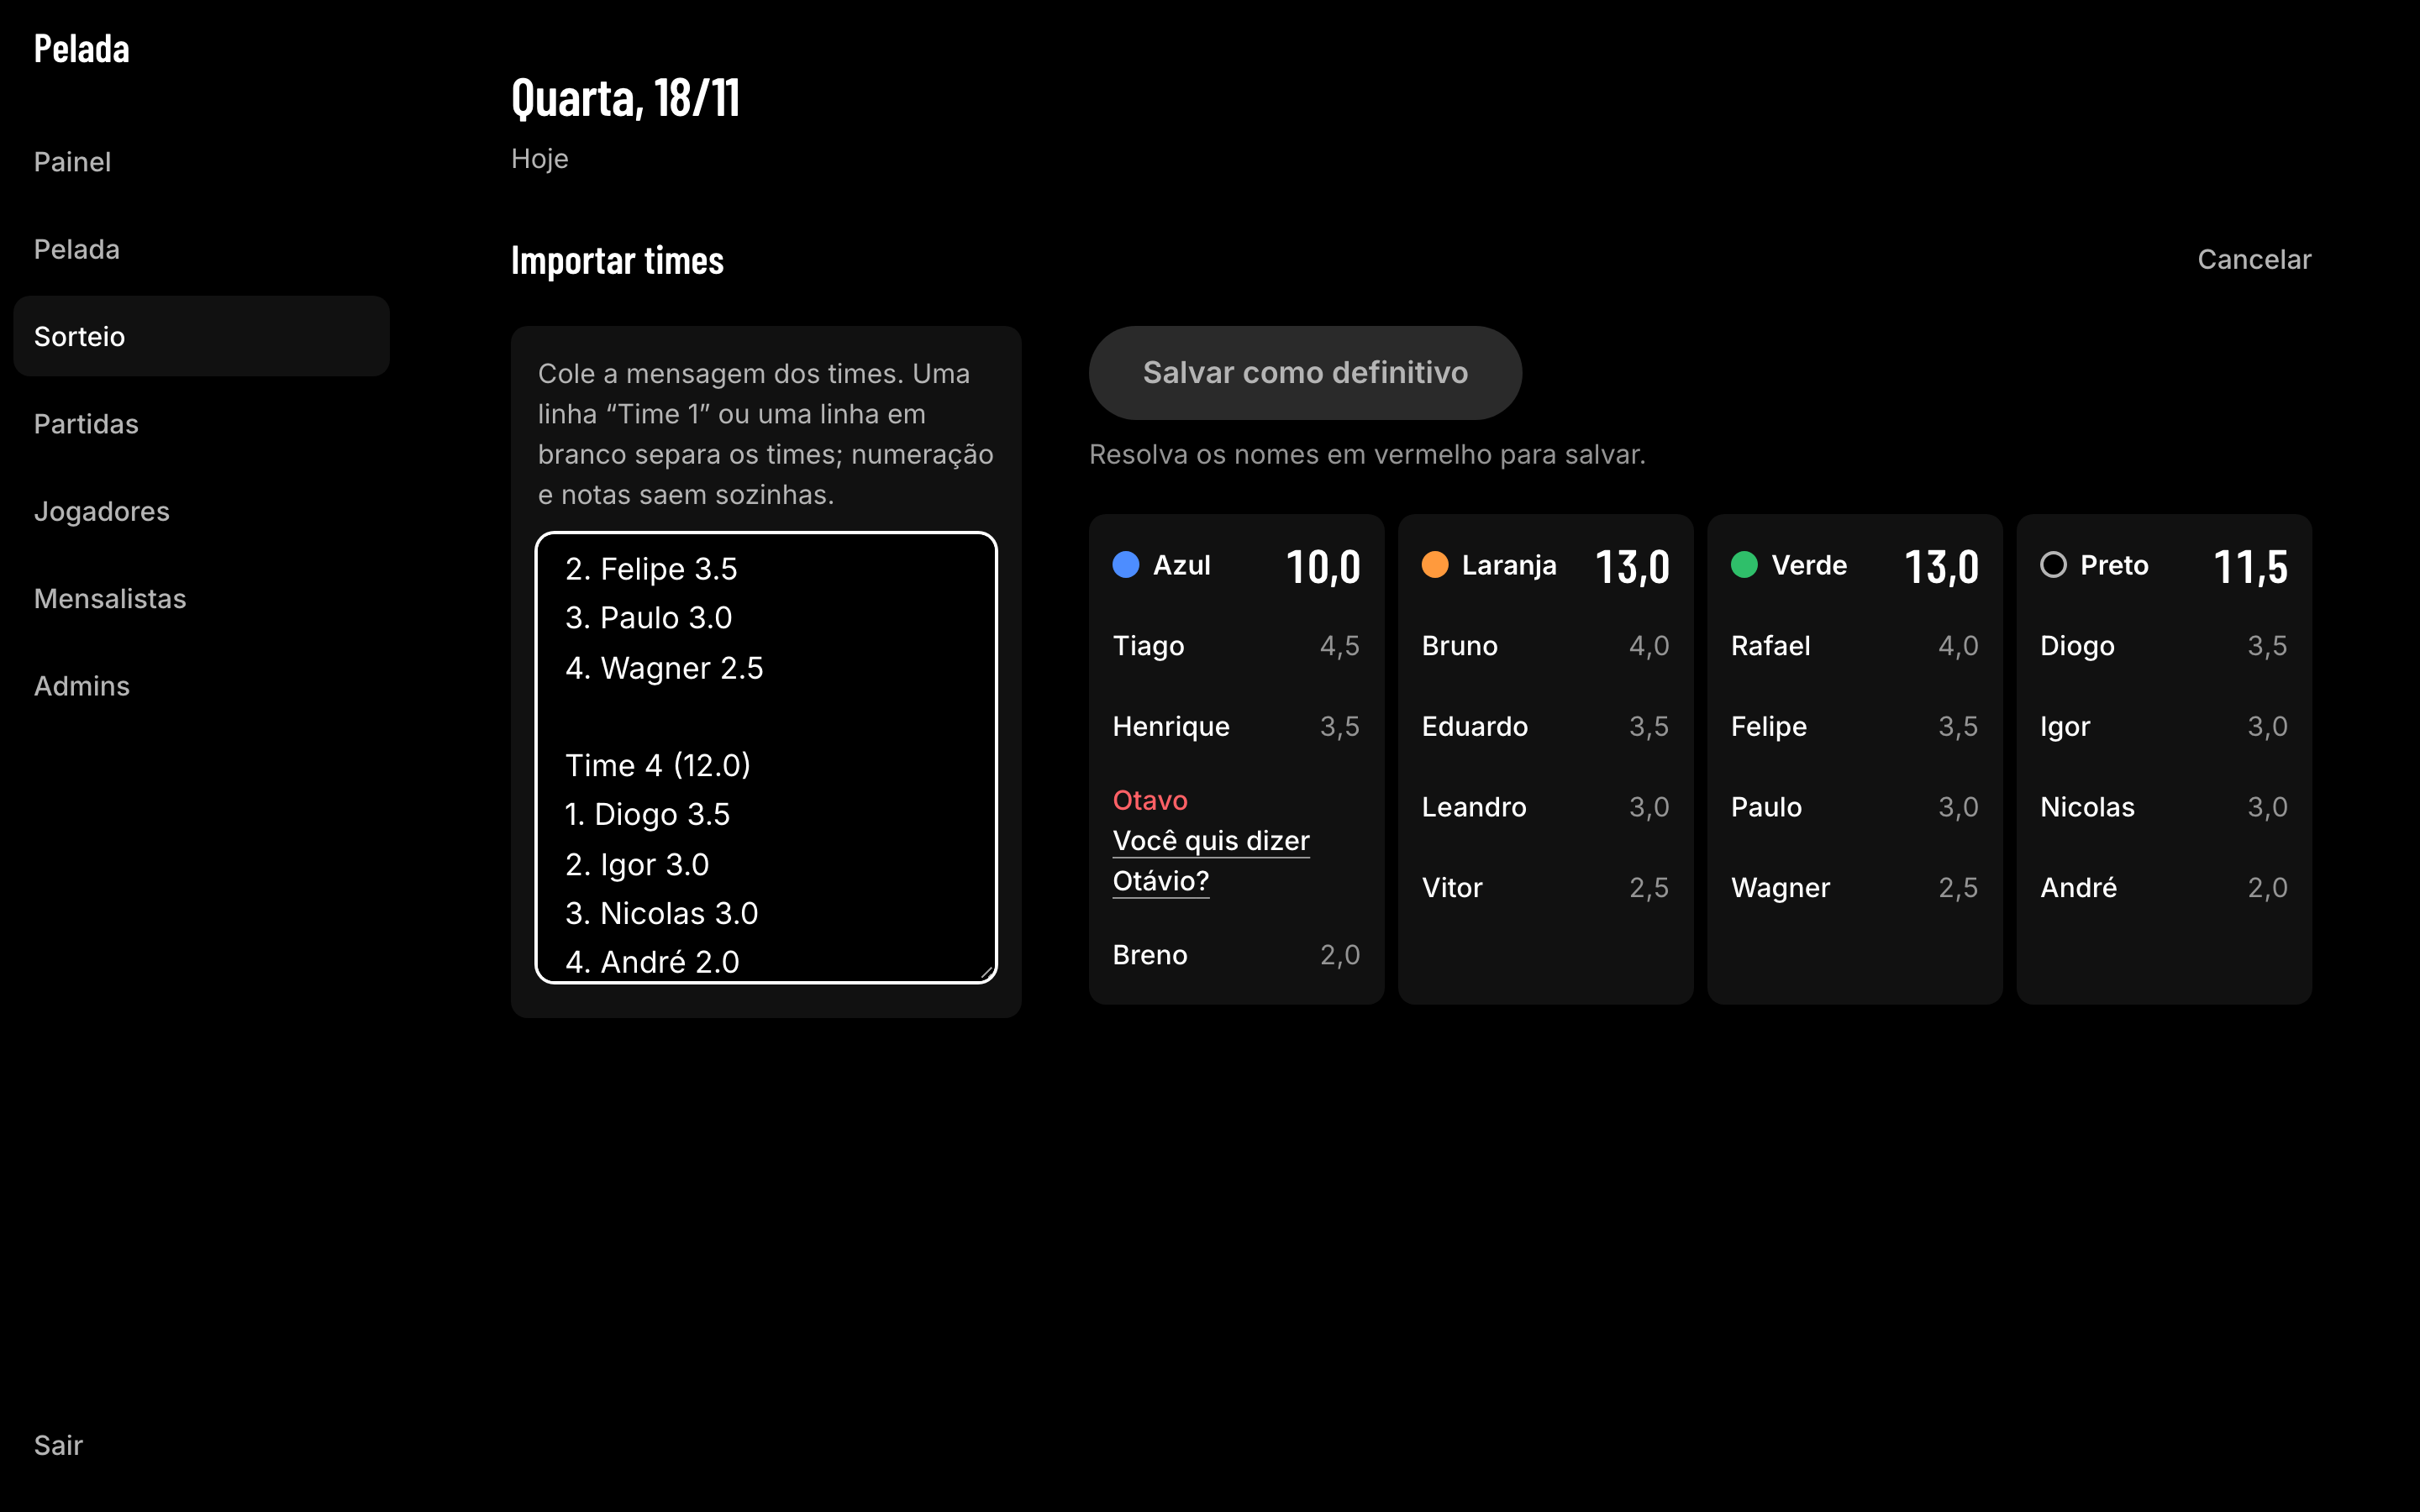 Pelada
Painel
Pelada
Sorteio
Partidas
Jogadores
Mensalistas
Admins
Sair
Quarta, 18/11
Hoje
Importar times
Cancelar
Cole a mensagem dos times. Uma
linha “Time 1” ou uma linha em
branco separa os times; numeração
e notas saem sozinhas.
2. Felipe 3.5
3. Paulo 3.0
4. Wagner 2.5
Time 4 (12.0)
1. Diogo 3.5
2. Igor 3.0
3. Nicolas 3.0
4. André 2.0
Salvar como definitivo
Resolva os nomes em vermelho para salvar.
Azul 10,0
Tiago 4,5
Henrique 3,5
Otavo
Você quis dizer
Otávio?
Breno 2,0
Laranja 13,0
Bruno 4,0
Eduardo 3,5
Leandro 3,0
Vitor 2,5
Verde 13,0
Rafael 4,0
Felipe 3,5
Paulo 3,0
Wagner 2,5
Preto 11,5
Diogo 3,5
Igor 3,0
Nicolas 3,0
André 2,0